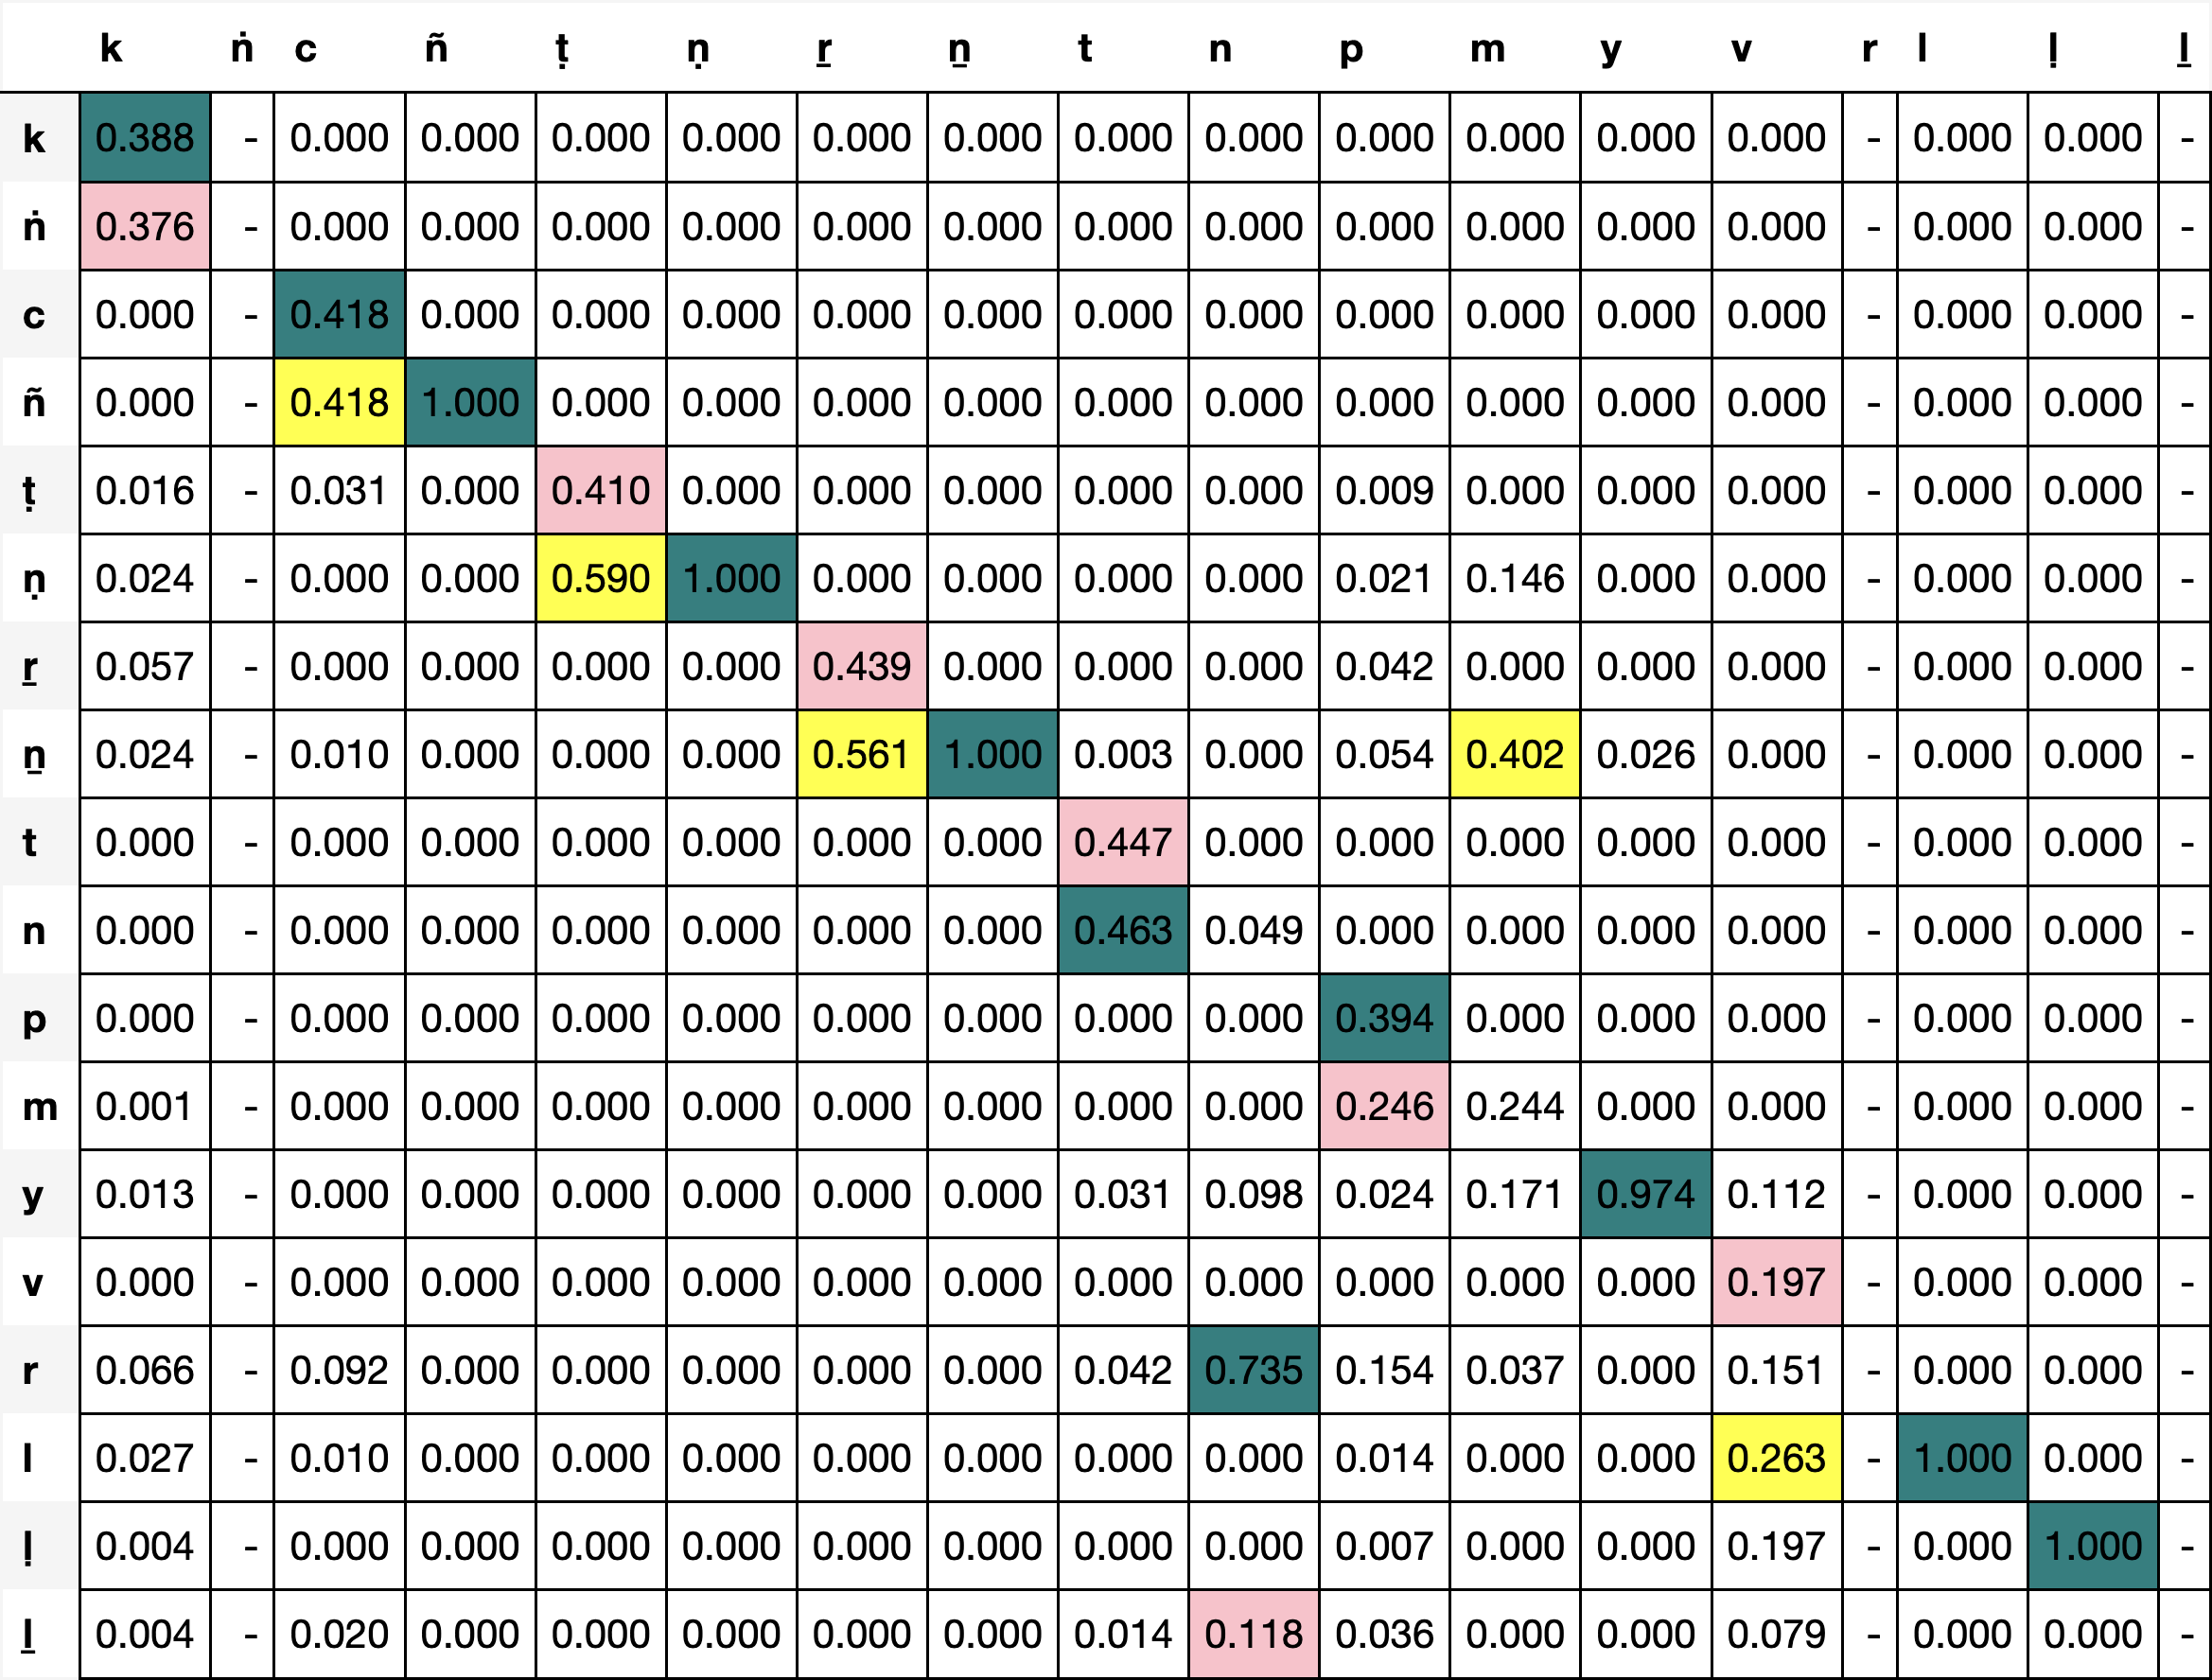 k ṅ c ñ ṭ ṇ ṟ ṉ t n p m y v r l ḷ ḻ
k 0.388 - 0.000 0.000 0.000 0.000 0.000 0.000 0.000 0.000 0.000 0.000 0.000 0.000 - 0.000 0.000 -
ṅ 0.376 - 0.000 0.000 0.000 0.000 0.000 0.000 0.000 0.000 0.000 0.000 0.000 0.000 - 0.000 0.000 -
c 0.000 - 0.418 0.000 0.000 0.000 0.000 0.000 0.000 0.000 0.000 0.000 0.000 0.000 - 0.000 0.000 -
ñ 0.000 - 0.418 1.000 0.000 0.000 0.000 0.000 0.000 0.000 0.000 0.000 0.000 0.000 - 0.000 0.000 -
ṭ 0.016 - 0.031 0.000 0.410 0.000 0.000 0.000 0.000 0.000 0.009 0.000 0.000 0.000 - 0.000 0.000 -
ṇ 0.024 - 0.000 0.000 0.590 1.000 0.000 0.000 0.000 0.000 0.021 0.146 0.000 0.000 - 0.000 0.000 -
ṟ 0.057 - 0.000 0.000 0.000 0.000 0.439 0.000 0.000 0.000 0.042 0.000 0.000 0.000 - 0.000 0.000 -
ṉ 0.024 - 0.010 0.000 0.000 0.000 0.561 1.000 0.003 0.000 0.054 0.402 0.026 0.000 - 0.000 0.000 -
t 0.000 - 0.000 0.000 0.000 0.000 0.000 0.000 0.447 0.000 0.000 0.000 0.000 0.000 - 0.000 0.000 -
n 0.000 - 0.000 0.000 0.000 0.000 0.000 0.000 0.463 0.049 0.000 0.000 0.000 0.000 - 0.000 0.000 -
p 0.000 - 0.000 0.000 0.000 0.000 0.000 0.000 0.000 0.000 0.394 0.000 0.000 0.000 - 0.000 0.000 -
m 0.001 - 0.000 0.000 0.000 0.000 0.000 0.000 0.000 0.000 0.246 0.244 0.000 0.000 - 0.000 0.000 -
y 0.013 - 0.000 0.000 0.000 0.000 0.000 0.000 0.031 0.098 0.024 0.171 0.974 0.112 - 0.000 0.000 -
v 0.000 - 0.000 0.000 0.000 0.000 0.000 0.000 0.000 0.000 0.000 0.000 0.000 0.197 - 0.000 0.000 -
r 0.066 - 0.092 0.000 0.000 0.000 0.000 0.000 0.042 0.735 0.154 0.037 0.000 0.151 - 0.000 0.000 -
l 0.027 - 0.010 0.000 0.000 0.000 0.000 0.000 0.000 0.000 0.014 0.000 0.000 0.263 - 1.000 0.000 -
ḷ 0.004 - 0.000 0.000 0.000 0.000 0.000 0.000 0.000 0.000 0.007 0.000 0.000 0.197 - 0.000 1.000 -
ḻ 0.004 - 0.020 0.000 0.000 0.000 0.000 0.000 0.014 0.118 0.036 0.000 0.000 0.079 - 0.000 0.000 -